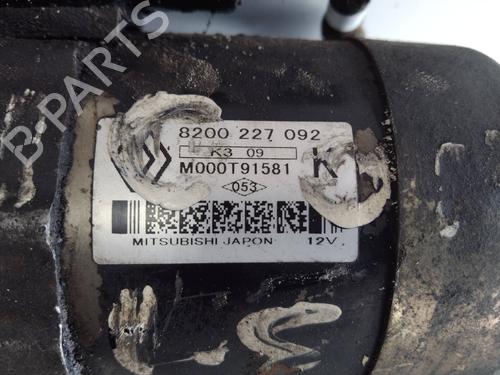 8200 227 092
K3 09
M000T91581 K
053
MITSUBISHI JAPON 12V.
B-Parts